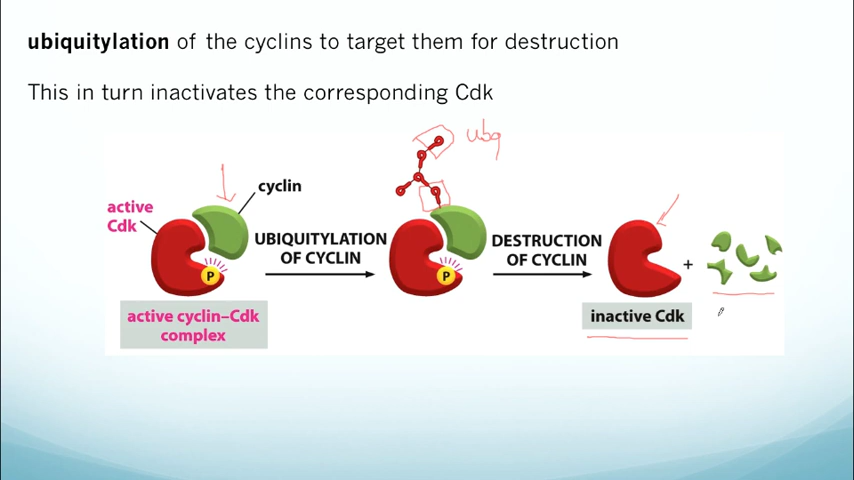 ubiquitylation of the cyclins to target them for destruction
This in turn inactivates the corresponding Cdk
ubq
cyclin
active
Cdk
UBIQUITYLATION
OF CYCLIN
DESTRUCTION
OF CYCLIN
P
P
+
active cyclin–Cdk
complex
inactive Cdk